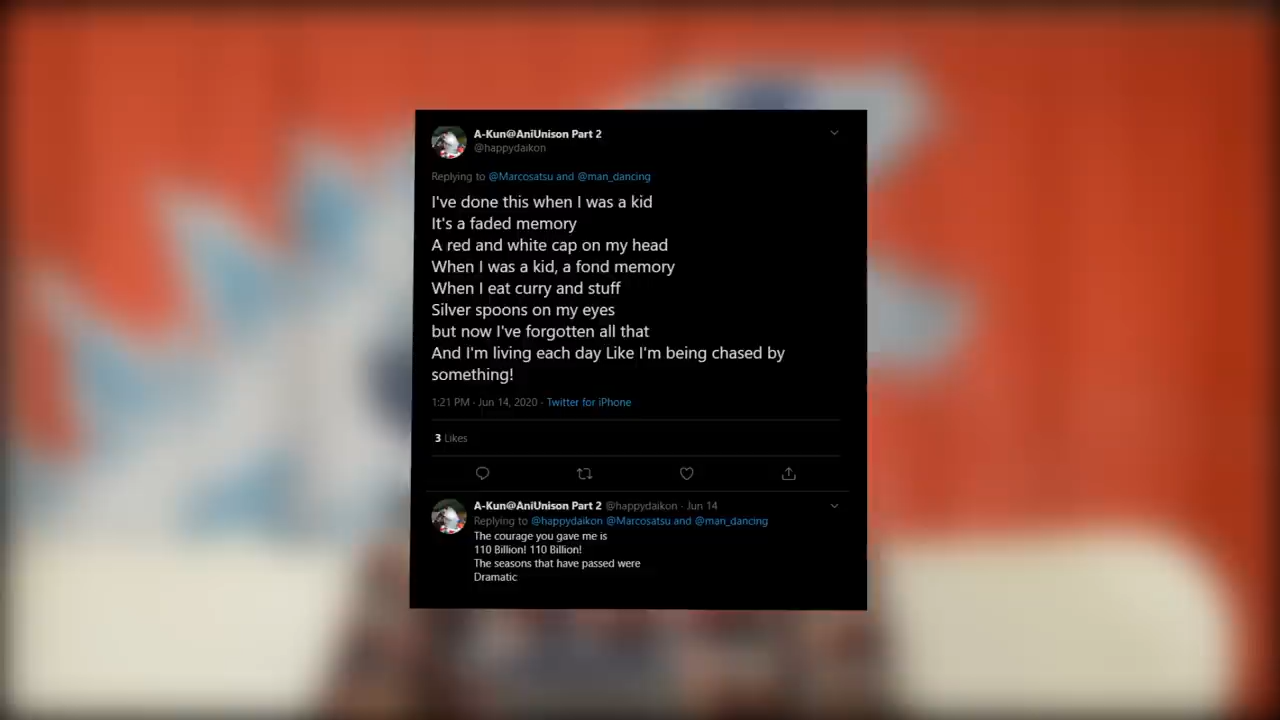 A-Kun@AniUnison Part 2
@happydaikon
Replying to @Marcosatsu and @man_dancing
I've done this when I was a kid
It's a faded memory
A red and white cap on my head
When I was a kid, a fond memory
When I eat curry and stuff
Silver spoons on my eyes
but now I've forgotten all that
And I'm living each day Like I'm being chased by
something!
1:21 PM · Jun 14, 2020 · Twitter for iPhone
3 Likes
A-Kun@AniUnison Part 2 @happydaikon · Jun 14
Replying to @happydaikon @Marcosatsu and @man_dancing
The courage you gave me is
110 Billion! 110 Billion!
The seasons that have passed were
Dramatic